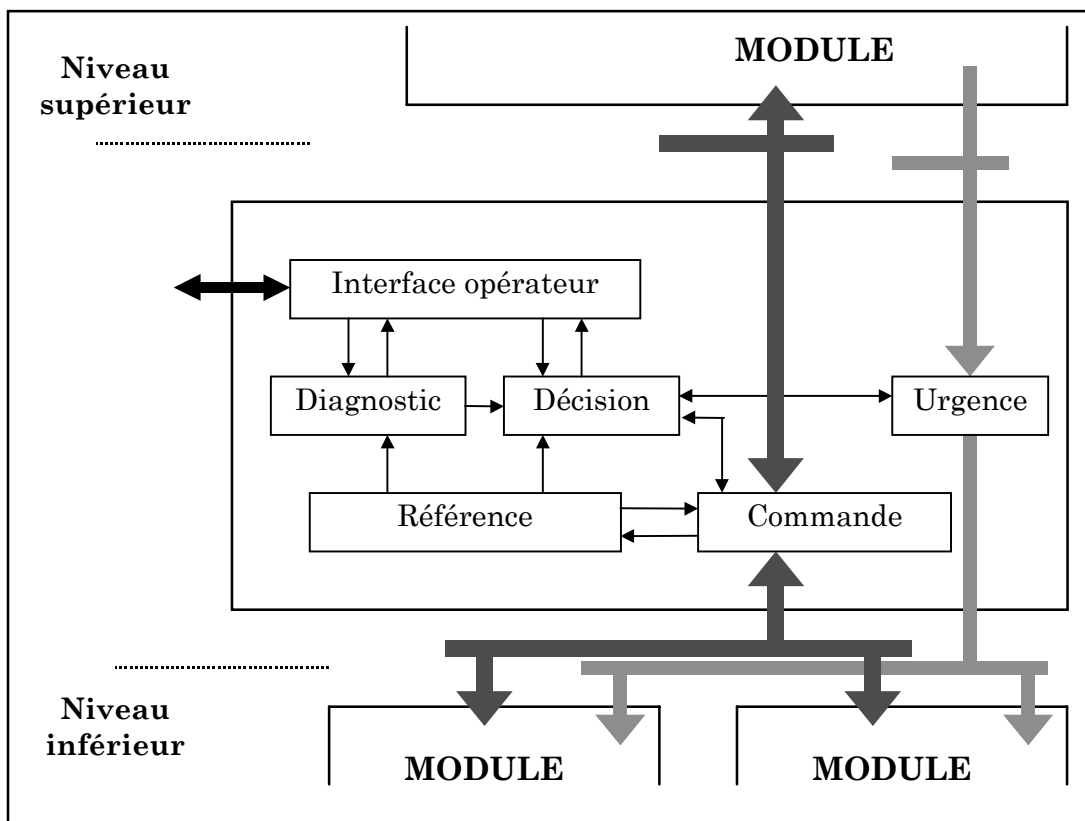 MODULE
Niveau
supérieur
Interface opérateur
Diagnostic
Décision
Urgence
Référence
Commande
Niveau
inférieur
MODULE
MODULE